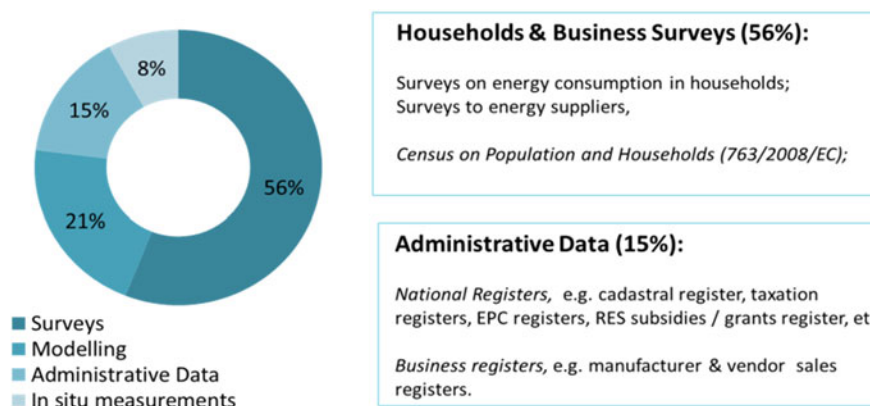 8%
15%
56%
21%
Surveys
Modelling
Administrative Data
In situ measurements
Households & Business Surveys (56%):
Surveys on energy consumption in households;
Surveys to energy suppliers,
Census on Population and Households (763/2008/EC);
Administrative Data (15%):
National Registers, e.g. cadastral register, taxation
registers, EPC registers, RES subsidies / grants register, et
Business registers, e.g. manufacturer & vendor sales
registers.